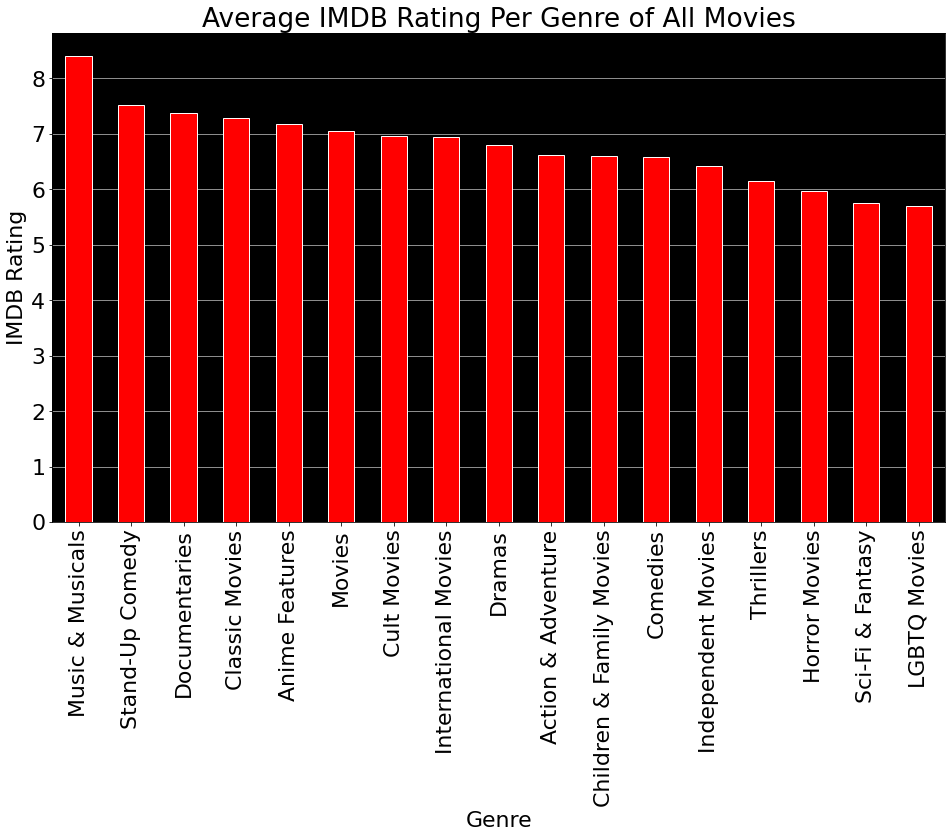 Average IMDB Rating Per Genre of All Movies
IMDB Rating
8
7
6
5
4
3
2
1
0
Music & Musicals
Stand-Up Comedy
Documentaries
Classic Movies
Anime Features
Movies
Cult Movies
International Movies
Dramas
Action & Adventure
Children & Family Movies
Comedies
Independent Movies
Thrillers
Horror Movies
Sci-Fi & Fantasy
LGBTQ Movies
Genre